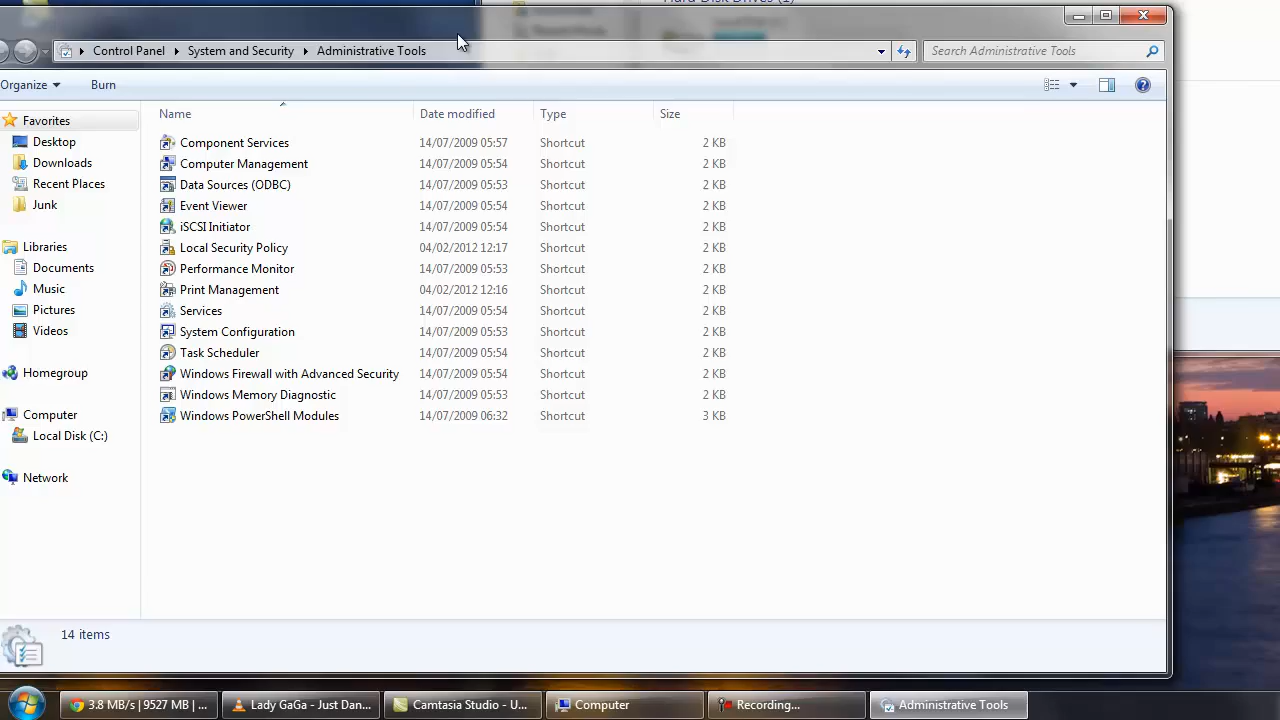 Hard Disk Drives (1)
Control Panel System and Security Administrative Tools
Search Administrative Tools
Organize Burn
Name Date modified Type Size
Favorites
Desktop
Downloads
Recent Places
Junk
Libraries
Documents
Music
Pictures
Videos
Homegroup
Computer
Local Disk (C:)
Network
Component Services 14/07/2009 05:57 Shortcut 2 KB
Computer Management 14/07/2009 05:54 Shortcut 2 KB
Data Sources (ODBC) 14/07/2009 05:53 Shortcut 2 KB
Event Viewer 14/07/2009 05:54 Shortcut 2 KB
iSCSI Initiator 14/07/2009 05:54 Shortcut 2 KB
Local Security Policy 04/02/2012 12:17 Shortcut 2 KB
Performance Monitor 14/07/2009 05:53 Shortcut 2 KB
Print Management 04/02/2012 12:16 Shortcut 2 KB
Services 14/07/2009 05:54 Shortcut 2 KB
System Configuration 14/07/2009 05:53 Shortcut 2 KB
Task Scheduler 14/07/2009 05:54 Shortcut 2 KB
Windows Firewall with Advanced Security 14/07/2009 05:54 Shortcut 2 KB
Windows Memory Diagnostic 14/07/2009 05:53 Shortcut 2 KB
Windows PowerShell Modules 14/07/2009 06:32 Shortcut 3 KB
14 items
3.8 MB/s | 9527 MB | ...
Lady GaGa - Just Dan...
Camtasia Studio - U...
Computer
Recording...
Administrative Tools